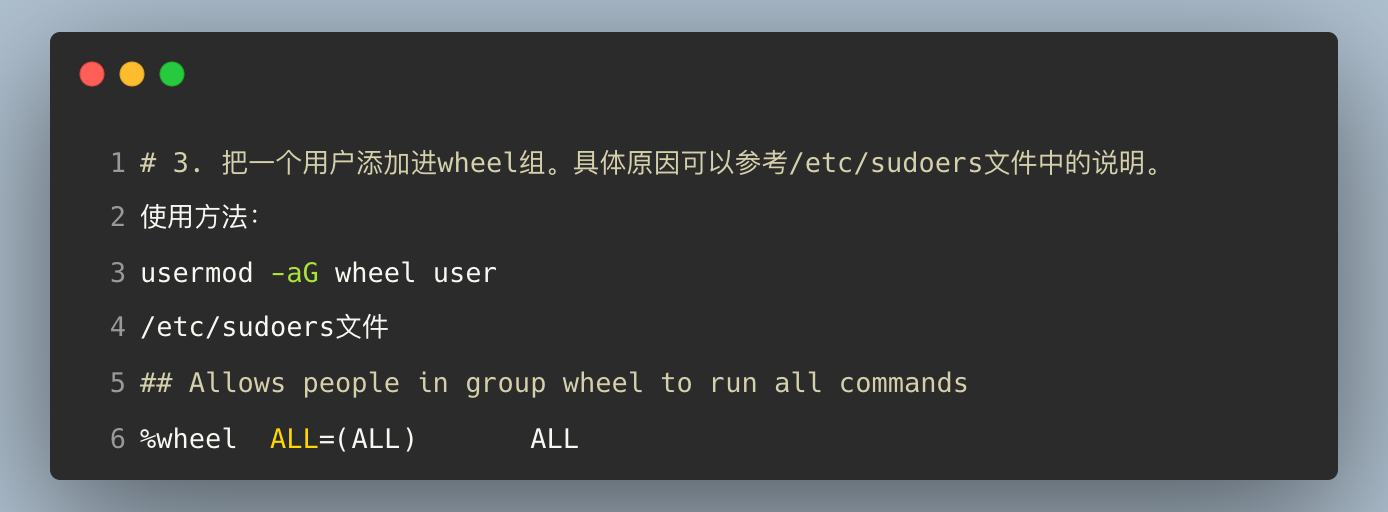 1 # 3. 把一个用户添加进wheel组。具体原因可以参考/etc/sudoers文件中的说明。
2 使用方法：
3 usermod -aG wheel user
4 /etc/sudoers文件
5 ## Allows people in group wheel to run all commands
6 %wheel  ALL=(ALL)       ALL